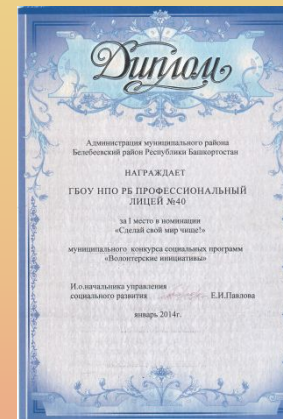 Диплом
Администрация муниципального района
Белебеевский район Республики Башкортостан
НАГРАЖДАЕТ
ГБОУ НПО РБ ПРОФЕССИОНАЛЬНЫЙ
ЛИЦЕЙ №40
за I место в номинации
«Сделай свой мир чище!»
муниципального конкурса социальных программ
«Волонтерские инициативы»
И.о.начальника управления
социального развития Е.И.Павлова
январь 2014г.